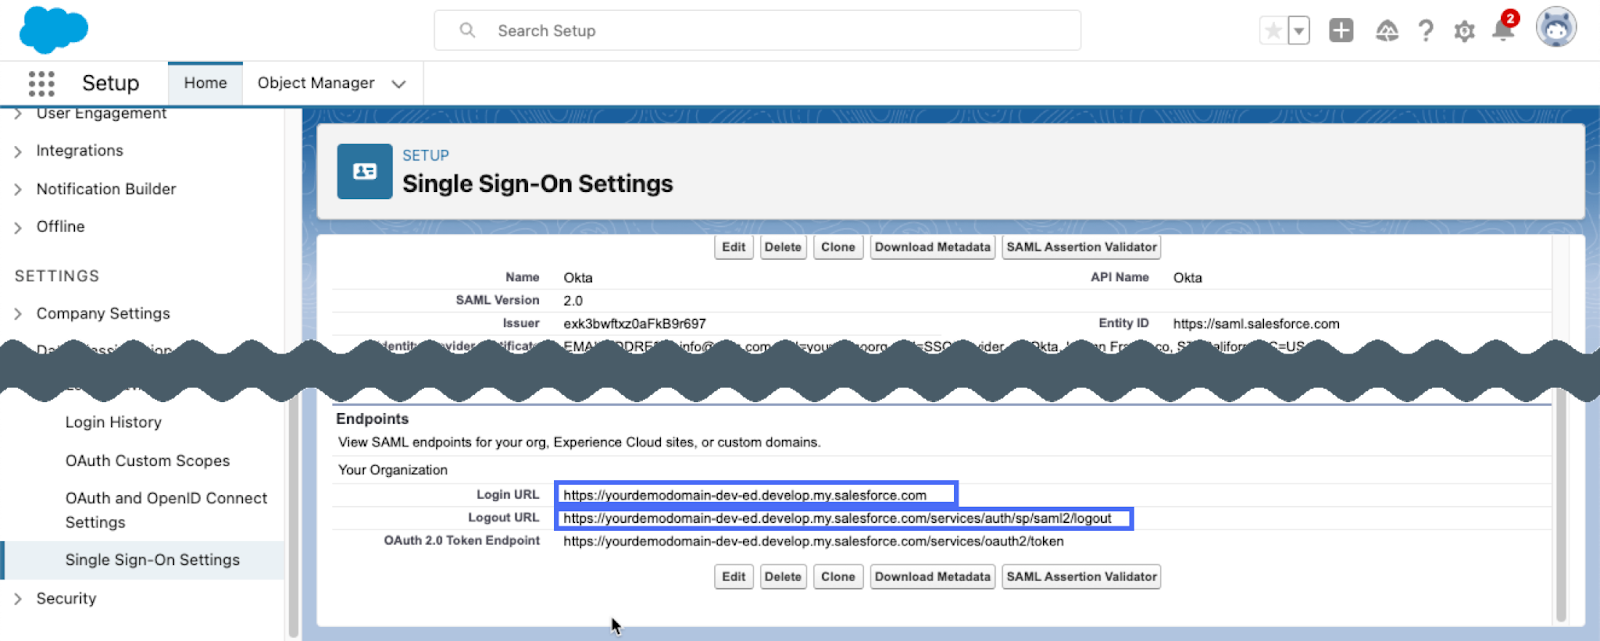 Search Setup
2
Setup
Home
Object Manager
User Engagement
Integrations
Notification Builder
Offline
SETTINGS
Company Settings
Login History
OAuth Custom Scopes
OAuth and OpenID Connect
Settings
Single Sign-On Settings
Security
SETUP
Single Sign-On Settings
Edit Delete Clone Download Metadata SAML Assertion Validator
Name Okta API Name Okta
SAML Version 2.0
Issuer exk3bwftxz0aFkB9r697 Entity ID https://saml.salesforce.com
Endpoints
View SAML endpoints for your org, Experience Cloud sites, or custom domains.
Your Organization
Login URL https://yourdemodomain-dev-ed.develop.my.salesforce.com
Logout URL https://yourdemodomain-dev-ed.develop.my.salesforce.com/services/auth/sp/saml2/logout
OAuth 2.0 Token Endpoint https://yourdemodomain-dev-ed.develop.my.salesforce.com/services/oauth2/token
Edit Delete Clone Download Metadata SAML Assertion Validator